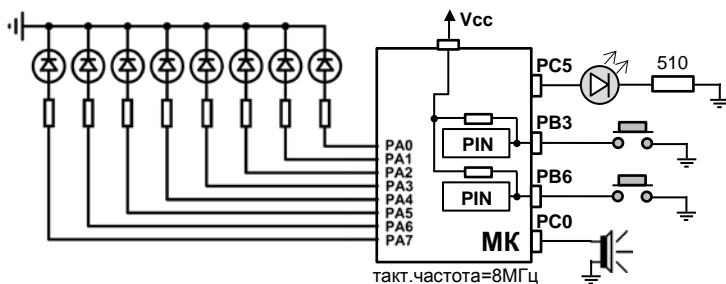 Vcc
PC5
510
PB3
PIN
PB6
PIN
PC0
PA0
PA1
PA2
PA3
PA4
PA5
PA6
PA7
МК
такт.частота=8МГц